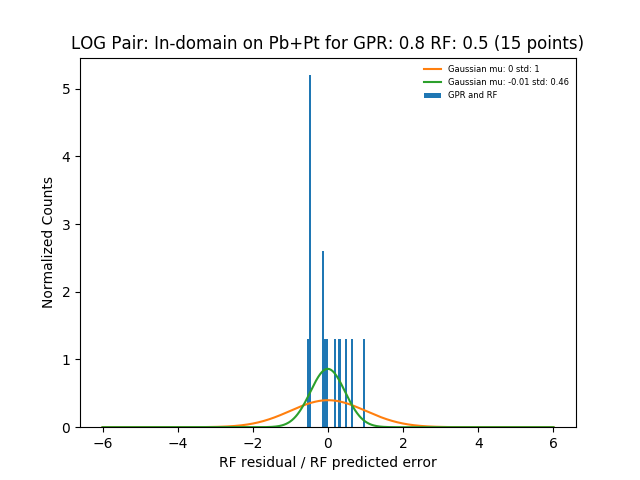 LOG Pair: In-domain on Pb+Pt for GPR: 0.8 RF: 0.5 (15 points)
Gaussian mu: 0 std: 1
Gaussian mu: -0.01 std: 0.46
GPR and RF
Normalized Counts
5
4
3
2
1
0
−6
−4
−2
0
2
4
6
RF residual / RF predicted error